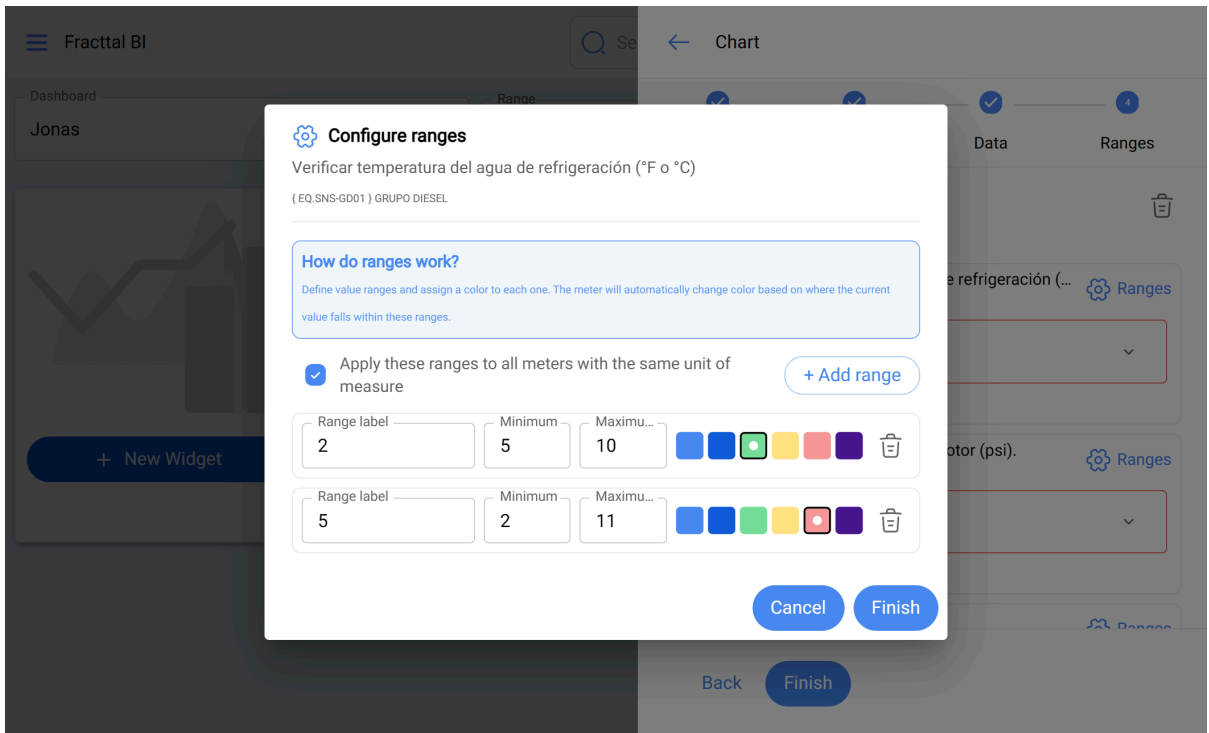 Fracttal BI
Se
Chart
Dashboard
Jonas
Range
4
Data
Ranges
Configure ranges
Verificar temperatura del agua de refrigeración (°F o °C)
{ EQ.SNS-GD01 } GRUPO DIESEL
How do ranges work?
Define value ranges and assign a color to each one. The meter will automatically change color based on where the current
value falls within these ranges.
Apply these ranges to all meters with the same unit of
measure
+ Add range
Range label
2
Minimum
5
Maximu...
10
Range label
5
Minimum
2
Maximu...
11
Cancel
Finish
e refrigeración (...
Ranges
otor (psi).
Ranges
Ranges
+ New Widget
Back
Finish